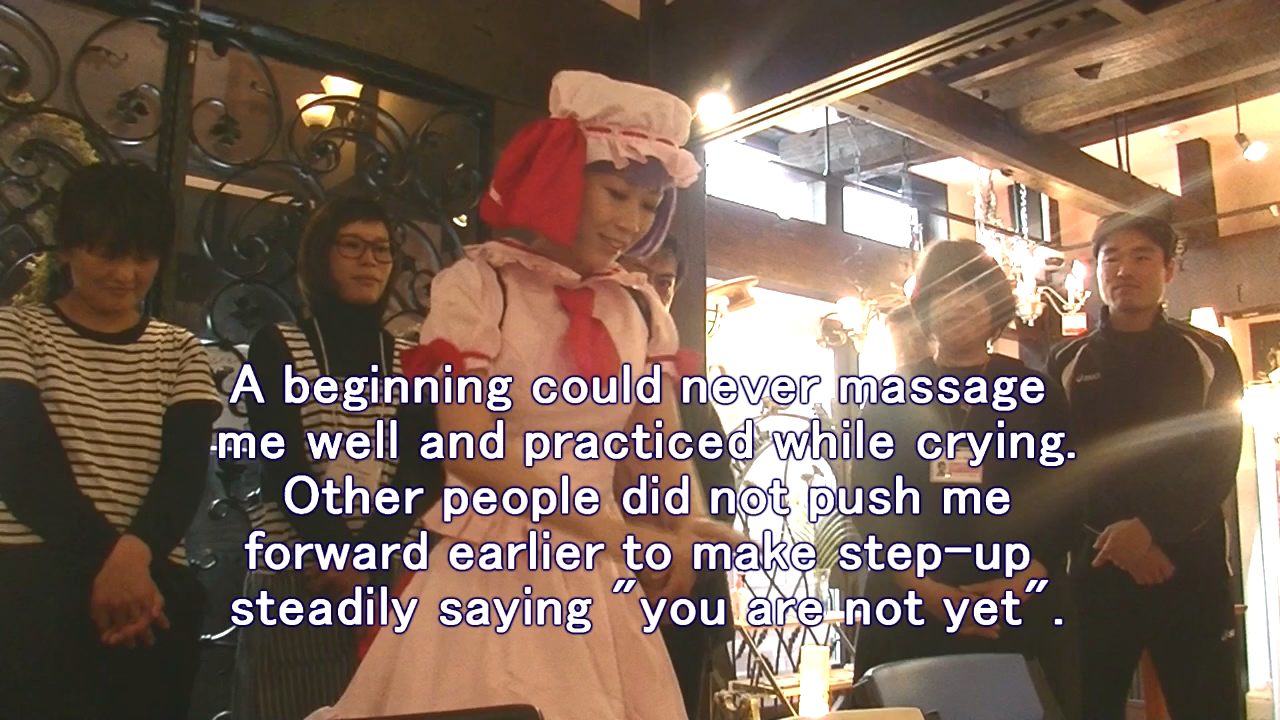 A beginning could never massage
me well and practiced while crying.
Other people did not push me
forward earlier to make step-up
steadily saying "you are not yet".
asics